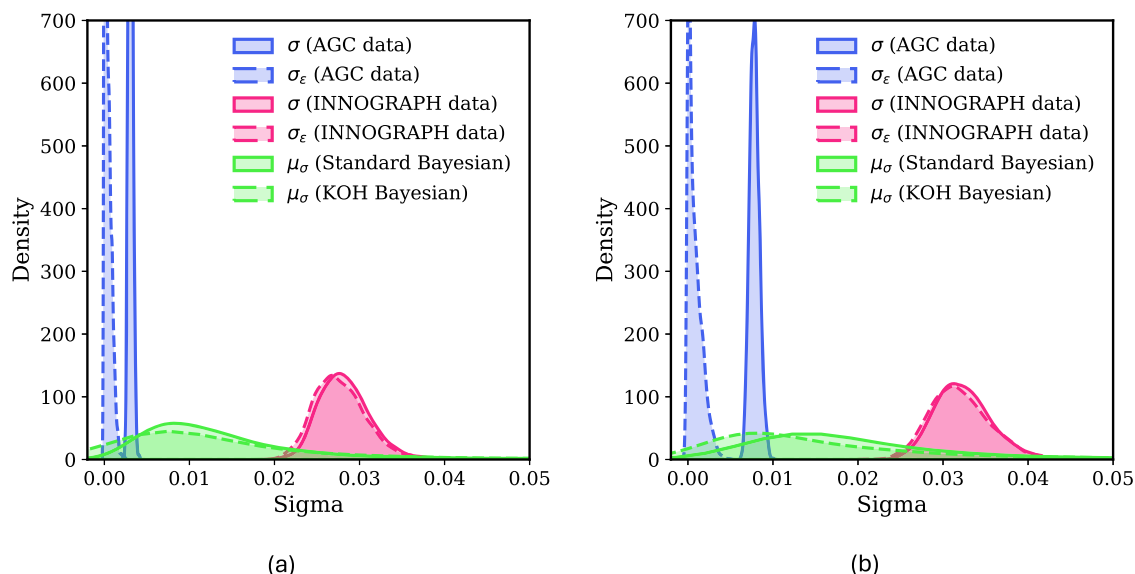 700
600
500
400
300
200
100
0
Density
0.00 0.01 0.02 0.03 0.04 0.05
Sigma
σ (AGC data)
σ_ε (AGC data)
σ (INNOGRAPH data)
σ_ε (INNOGRAPH data)
μ_σ (Standard Bayesian)
μ_σ (KOH Bayesian)
(a)
700
600
500
400
300
200
100
0
Density
0.00 0.01 0.02 0.03 0.04 0.05
Sigma
σ (AGC data)
σ_ε (AGC data)
σ (INNOGRAPH data)
σ_ε (INNOGRAPH data)
μ_σ (Standard Bayesian)
μ_σ (KOH Bayesian)
(b)